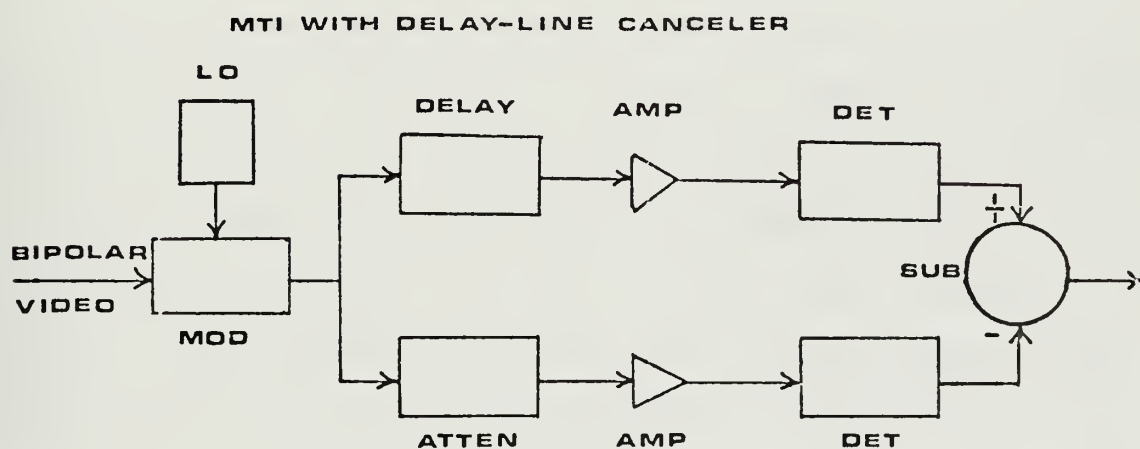 MTI WITH DELAY-LINE CANCELER
LO
DELAY
AMP
DET
BIPOLAR
VIDEO
MOD
+
SUB
-
ATTEN
AMP
DET